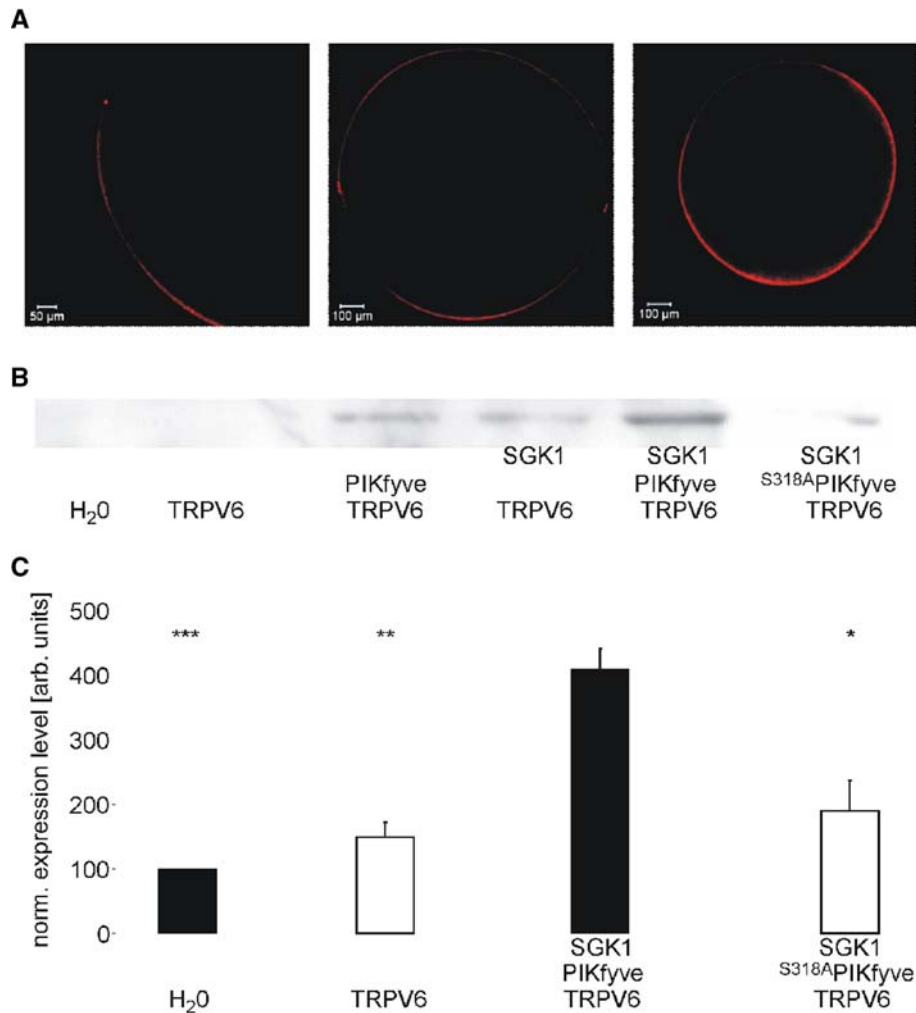 A
50 µm
100 µm
100 µm
B
SGK1 SGK1 SGK1
PIKfyve PIKfyve S318APIKfyve
H20 TRPV6 TRPV6 TRPV6 TRPV6 TRPV6
C
norm. expression level [arb. units]
500
400
300
200
100
0
*** ** *
SGK1 SGK1
PIKfyve S318APIKfyve
H20 TRPV6 TRPV6 TRPV6